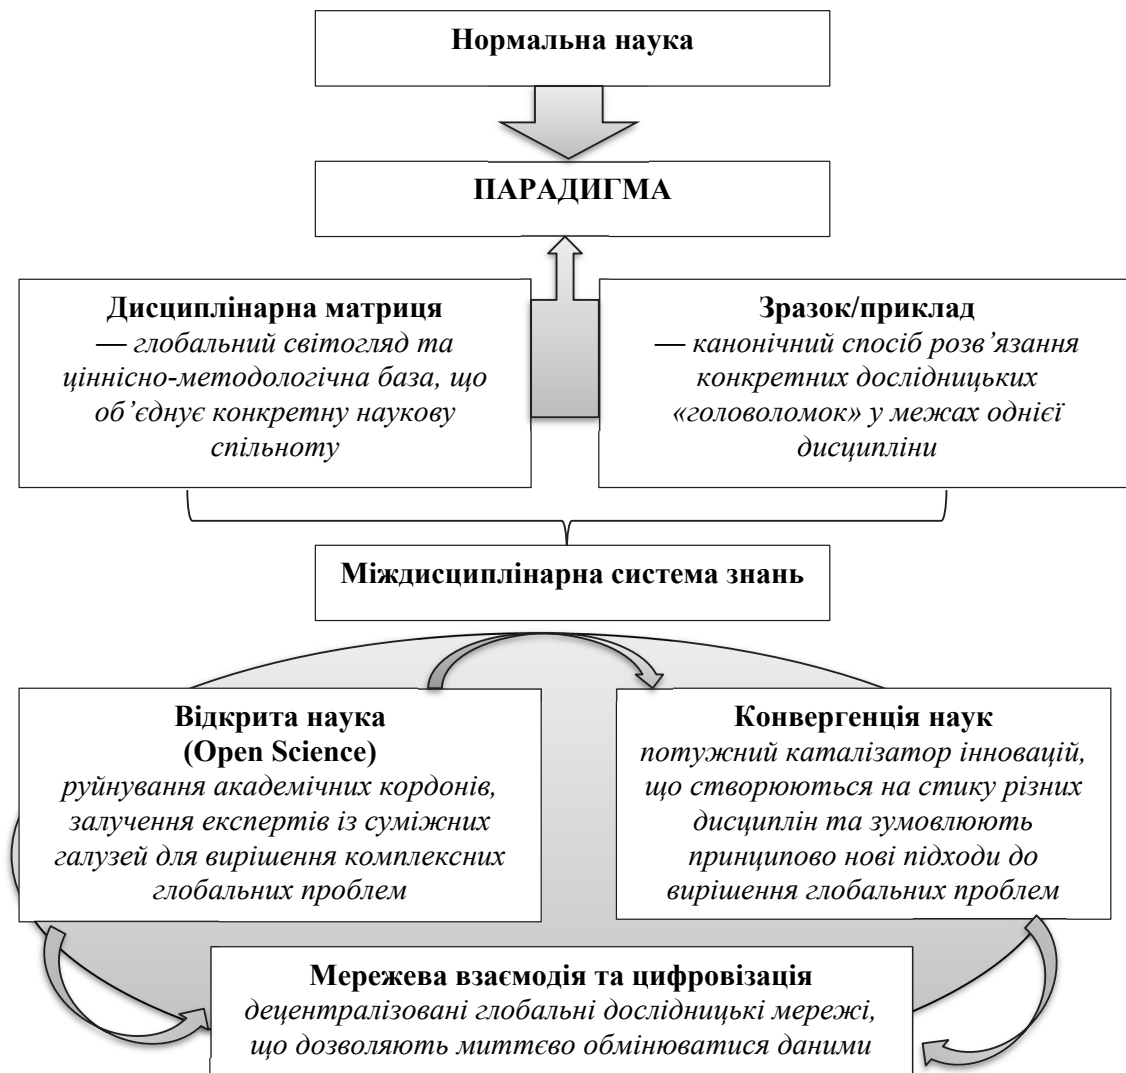 Нормальна наука
ПАРАДИГМА
Дисциплінарна матриця
— глобальний світогляд та
ціннісно-методологічна база, що
об’єднує конкретну наукову
спільноту
Зразок/приклад
— канонічний спосіб розв’язання
конкретних дослідницьких
«головоломок» у межах однієї
дисципліни
Міждисциплінарна система знань
Відкрита наука
(Open Science)
руйнування академічних кордонів,
залучення експертів із суміжних
галузей для вирішення комплексних
глобальних проблем
Конвергенція наук
потужний каталізатор інновацій,
що створюються на стику різних
дисциплін та зумовлюють
принципово нові підходи до
вирішення глобальних проблем
Мережева взаємодія та цифровізація
децентралізовані глобальні дослідницькі мережі,
що дозволяють миттєво обмінюватися даними